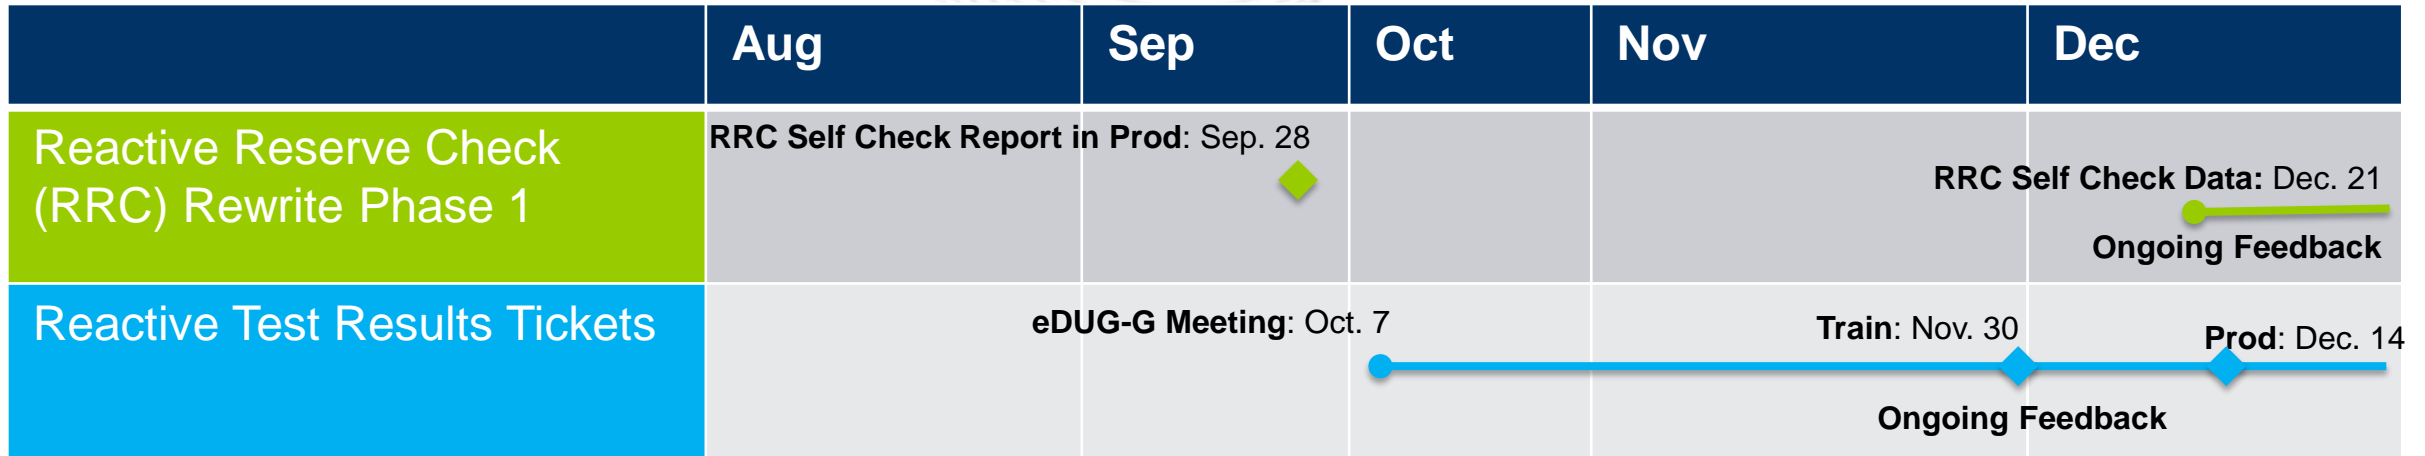 Aug Sep Oct Nov Dec
Reactive Reserve Check
(RRC) Rewrite Phase 1
RRC Self Check Report in Prod: Sep. 28
RRC Self Check Data: Dec. 21
Ongoing Feedback
Reactive Test Results Tickets
eDUG-G Meeting: Oct. 7
Train: Nov. 30
Prod: Dec. 14
Ongoing Feedback